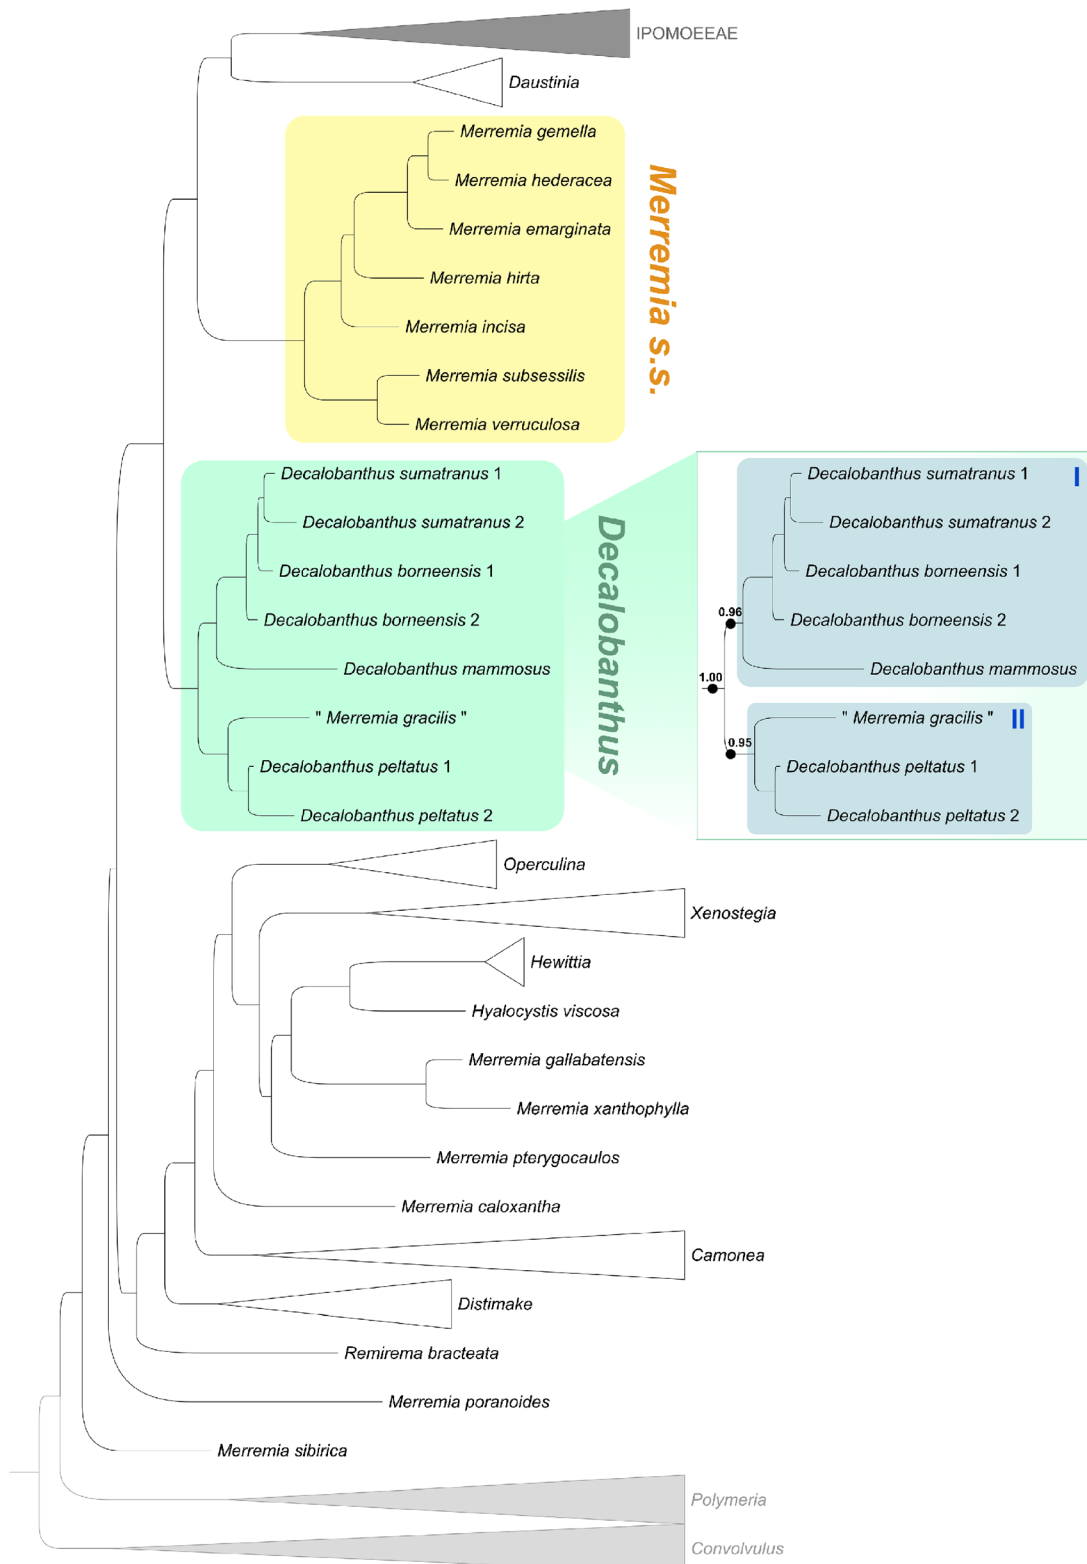 IPOMOEEAE
Daustinia
Merremia gemella
Merremia hederacea
Merremia emarginata
Merremia hirta
Merremia incisa
Merremia subsessilis
Merremia verruculosa
Merremia s.s.
Decalobanthus sumatranus 1
Decalobanthus sumatranus 2
Decalobanthus borneensis 1
Decalobanthus borneensis 2
Decalobanthus mammosus
" Merremia gracilis "
Decalobanthus peltatus 1
Decalobanthus peltatus 2
Decalobanthus
Decalobanthus sumatranus 1
I
Decalobanthus sumatranus 2
Decalobanthus borneensis 1
0.96
Decalobanthus borneensis 2
Decalobanthus mammosus
1.00
" Merremia gracilis "
II
0.95
Decalobanthus peltatus 1
Decalobanthus peltatus 2
Operculina
Xenostegia
Hewittia
Hyalocystis viscosa
Merremia gallabatensis
Merremia xanthophylla
Merremia pterygocaulos
Merremia caloxantha
Camonea
Distimake
Remirema bracteata
Merremia poranoides
Merremia sibirica
Polymeria
Convolvulus